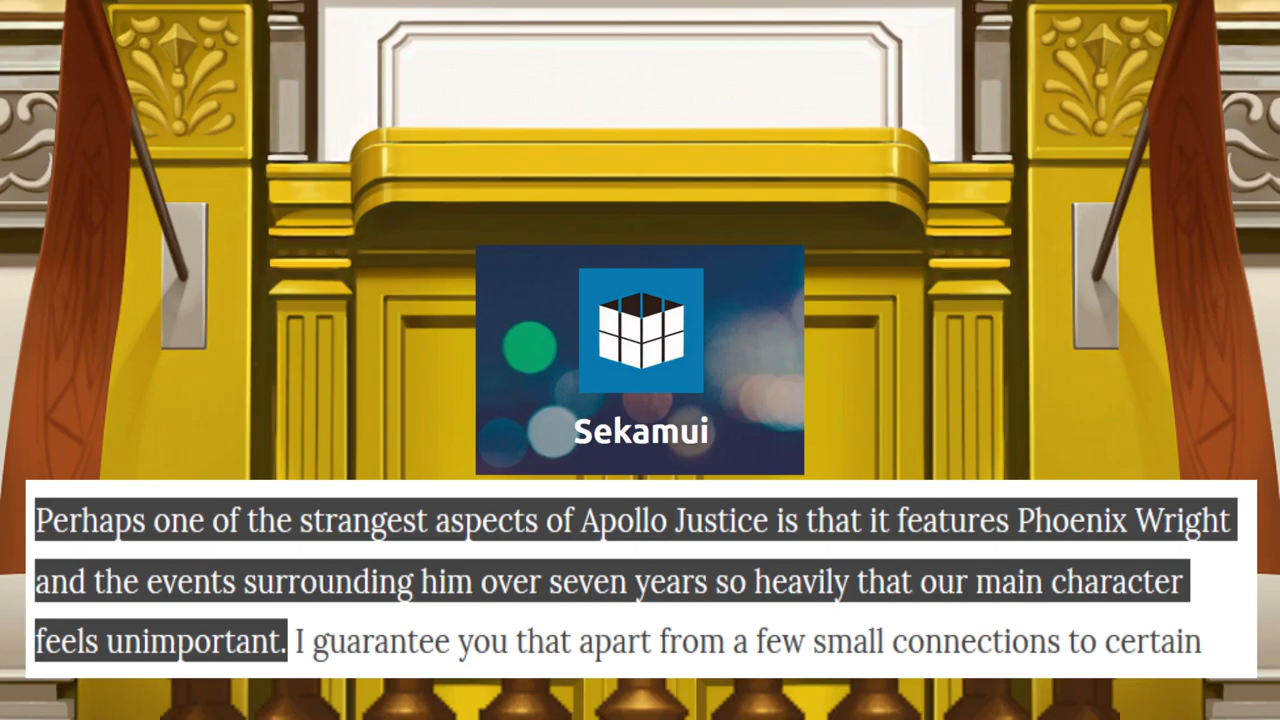 Sekamui
Perhaps one of the strangest aspects of Apollo Justice is that it features Phoenix Wright
and the events surrounding him over seven years so heavily that our main character
feels unimportant. I guarantee you that apart from a few small connections to certain